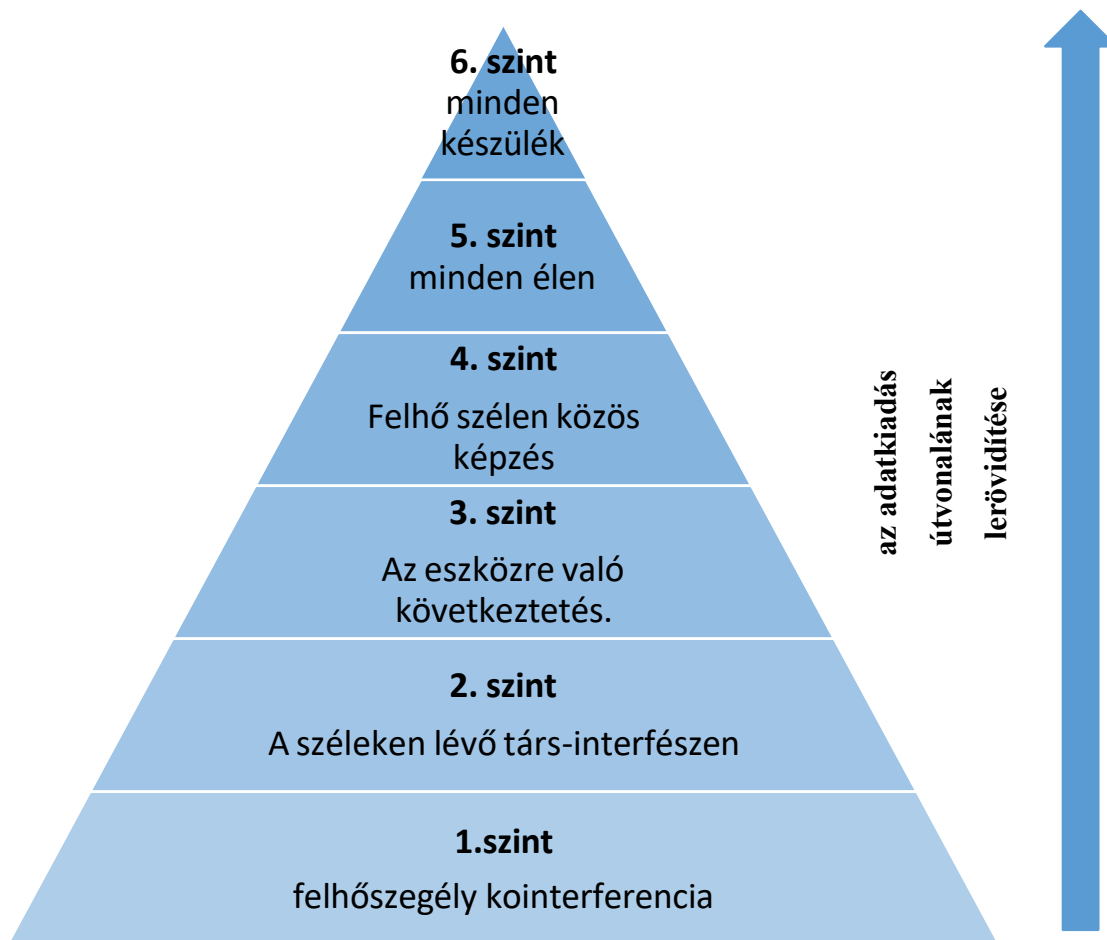 6. szint
minden
készülék
5. szint
minden élen
4. szint
Felhő szélen közös
képzés
3. szint
Az eszközre való
következtetés.
2. szint
A széleken lévő társ-interfészen
1.szint
felhőszegély kointerferencia
az adatkiadás
útvonalának
lerövidítése